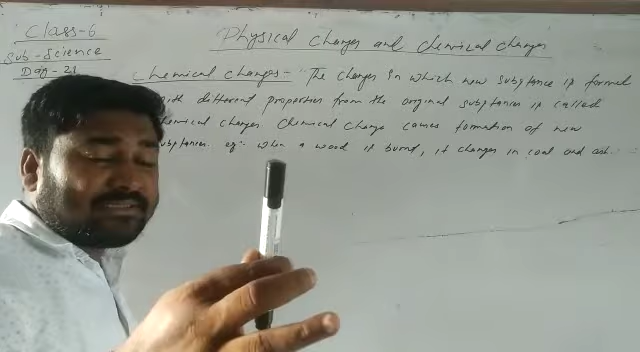 Class-6
Sub-Science
Day-21
Physical changes and chemical changes
Chemical changes:- The changes in which new substance is formed
with different properties from the original substances is called
chemical changes. Chemical change causes formation of new
substances. eg:- when a wood is burnt, it changes in coal and ash.